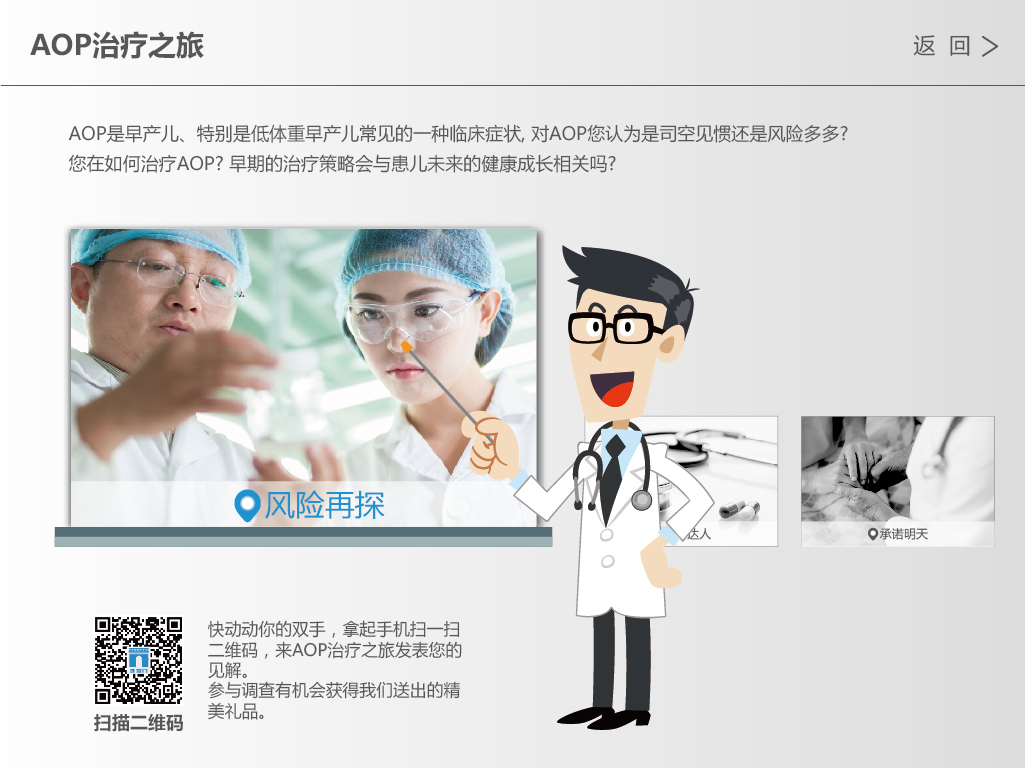 AOP治疗之旅
返 回
AOP是早产儿、特别是低体重早产儿常见的一种临床症状, 对AOP您认为是司空见惯还是风险多多?
您在如何治疗AOP? 早期的治疗策略会与患儿未来的健康成长相关吗?
风险再探
达人
承诺明天
快动动你的双手，拿起手机扫一扫
二维码，来AOP治疗之旅发表您的
见解。
参与调查有机会获得我们送出的精
美礼品。
扫描二维码